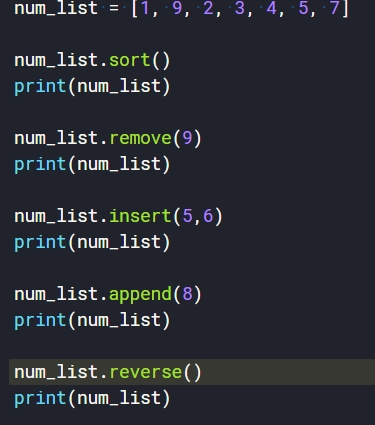 num_list = [1, 9, 2, 3, 4, 5, 7]
num_list.sort()
print(num_list)
num_list.remove(9)
print(num_list)
num_list.insert(5,6)
print(num_list)
num_list.append(8)
print(num_list)
num_list.reverse()
print(num_list)